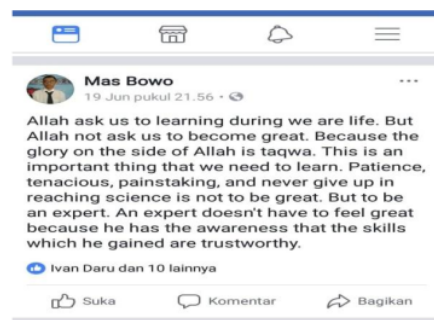 Mas Bowo
19 Jun pukul 21.56 •
Allah ask us to learning during we are life. But
Allah not ask us to become great. Because the
glory on the side of Allah is taqwa. This is an
important thing that we need to learn. Patience,
tenacious, painstaking, and never give up in
reaching science is not to be great. But to be
an expert. An expert doesn't have to feel great
because he has the awareness that the skills
which he gained are trustworthy.
Ivan Daru dan 10 lainnya
Suka Komentar Bagikan